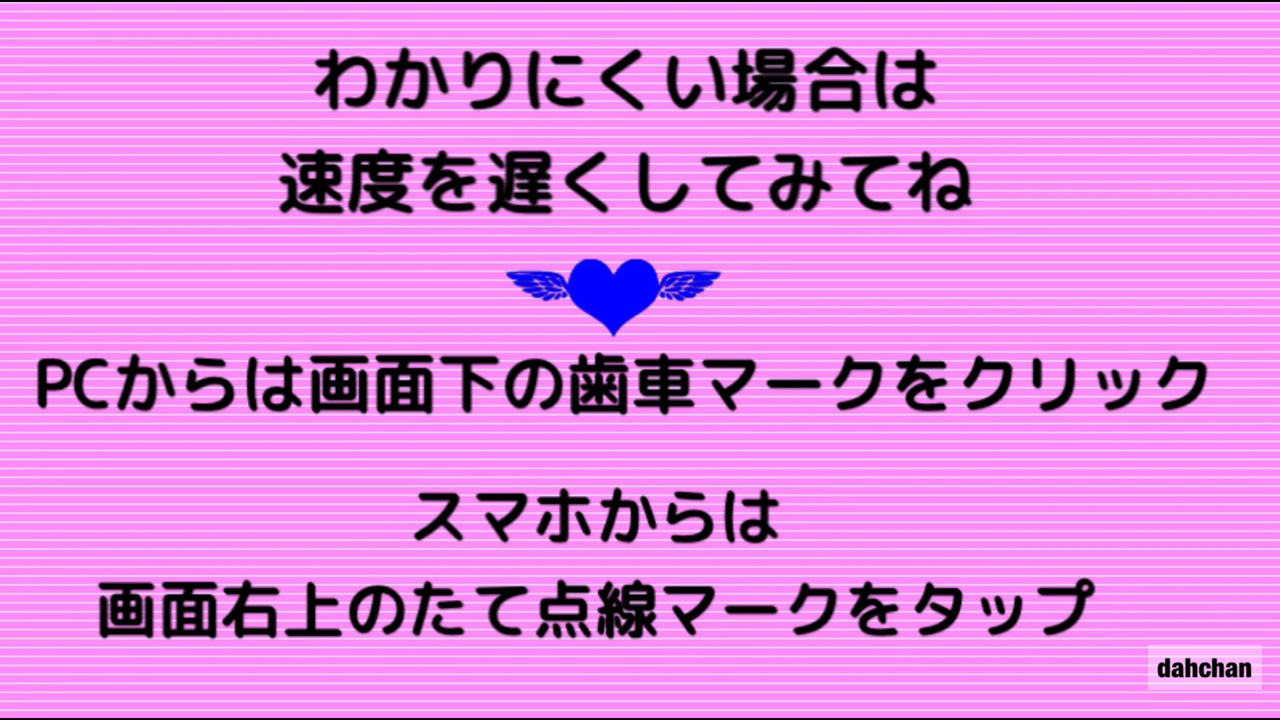 わかりにくい場合は
速度を遅くしてみてね
PCからは画面下の歯車マークをクリック
スマホからは
画面右上のたて点線マークをタップ
dahchan